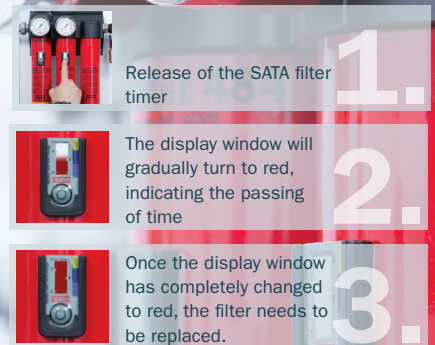 Release of the SATA filter
timer
1.
The display window will
gradually turn to red,
indicating the passing
of time
2.
Once the display window
has completely changed
to red, the filter needs to
be replaced.
3.